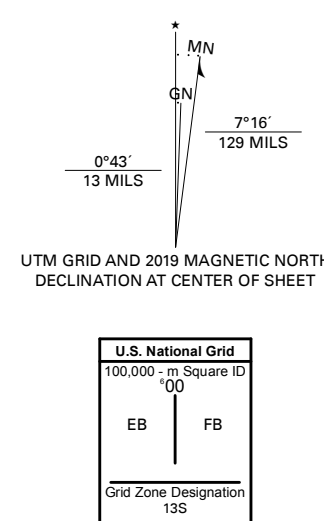 ★
MN
GN
7°16´
129 MILS
0°43´
13 MILS
UTM GRID AND 2019 MAGNETIC NORTH
DECLINATION AT CENTER OF SHEET
U.S. National Grid
100,000 - m Square ID
⁶00
EB FB
Grid Zone Designation
13S